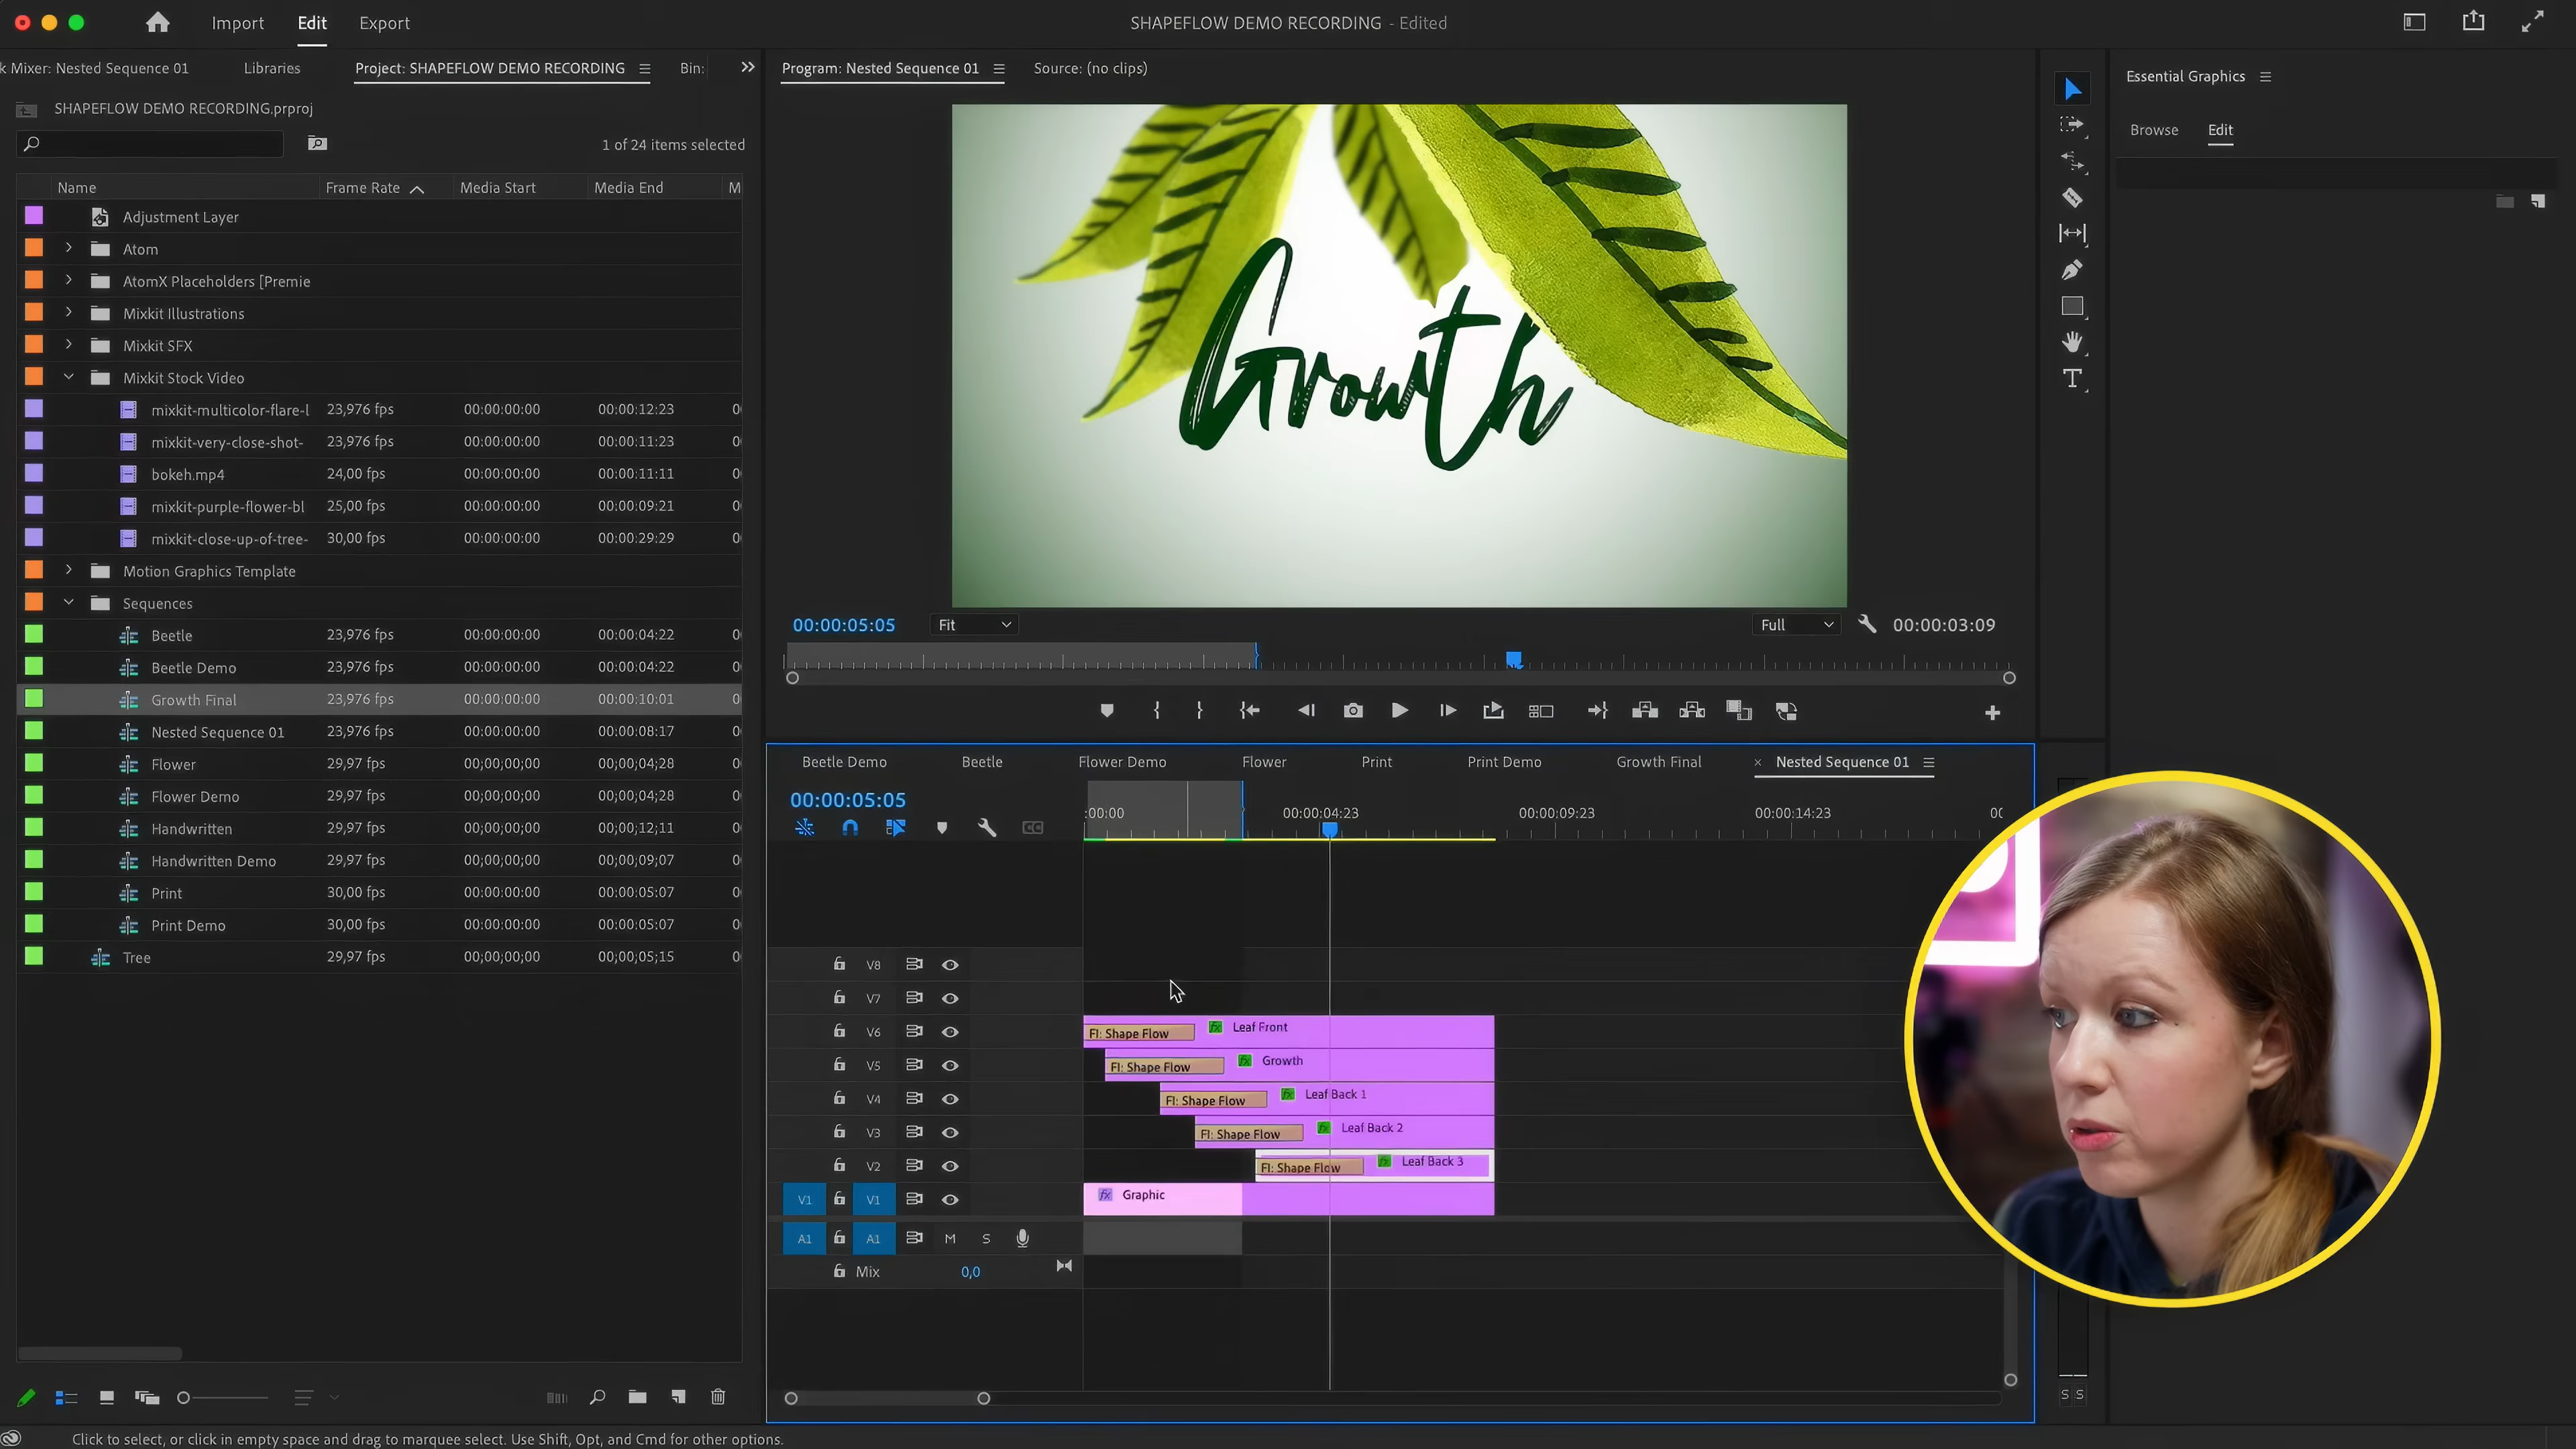 Import Edit Export
SHAPEFLOW DEMO RECORDING - Edited
k Mixer: Nested Sequence 01 Libraries Project: SHAPEFLOW DEMO RECORDING Bin:
SHAPEFLOW DEMO RECORDING.prproj
1 of 24 items selected
Name Frame Rate Media Start Media End M
Adjustment Layer
Atom
AtomX Placeholders [Premie
Mixkit Illustrations
Mixkit SFX
Mixkit Stock Video
mixkit-multicolor-flare-l 23,976 fps 00:00:00:00 00:00:12:23 0
mixkit-very-close-shot- 23,976 fps 00:00:00:00 00:00:11:23 0
bokeh.mp4 24,00 fps 00:00:00:00 00:00:11:11 0
mixkit-purple-flower-bl 25,00 fps 00:00:00:00 00:00:09:21 0
mixkit-close-up-of-tree- 30,00 fps 00:00:00:00 00:00:29:29 0
Motion Graphics Template
Sequences
Beetle 23,976 fps 00:00:00:00 00:00:04:22 0
Beetle Demo 23,976 fps 00:00:00:00 00:00:04:22 0
Growth Final 23,976 fps 00:00:00:00 00:00:10:01 0
Nested Sequence 01 23,976 fps 00:00:00:00 00:00:08:17 0
Flower 29,97 fps 00;00;00;00 00;00;04;28 0
Flower Demo 29,97 fps 00;00;00;00 00;00;04;28 0
Handwritten 29,97 fps 00;00;00;00 00;00;12;11 0
Handwritten Demo 29,97 fps 00;00;00;00 00;00;09;07 0
Print 30,00 fps 00:00:00:00 00:00:05:07 0
Print Demo 30,00 fps 00:00:00:00 00:00:05:07 0
Tree 29,97 fps 00;00;00;00 00;00;05;15 0
Click to select, or click in empty space and drag to marquee select. Use Shift, Opt, and Cmd for other options.
Program: Nested Sequence 01 Source: (no clips)
Growth
00:00:05:05 Fit Full 00:00:03:09
Beetle Demo Beetle Flower Demo Flower Print Print Demo Growth Final × Nested Sequence 01
00:00:05:05
:00:00 00:00:04:23 00:00:09:23 00:00:14:23 00
V8
V7
V6 FI: Shape Flow fx Leaf Front
V5 FI: Shape Flow fx Growth
V4 FI: Shape Flow fx Leaf Back 1
V3 FI: Shape Flow fx Leaf Back 2
V2 FI: Shape Flow fx Leaf Back 3
V1 V1 fx Graphic
A1 A1 M S
Mix 0,0
S S
Essential Graphics
Browse Edit